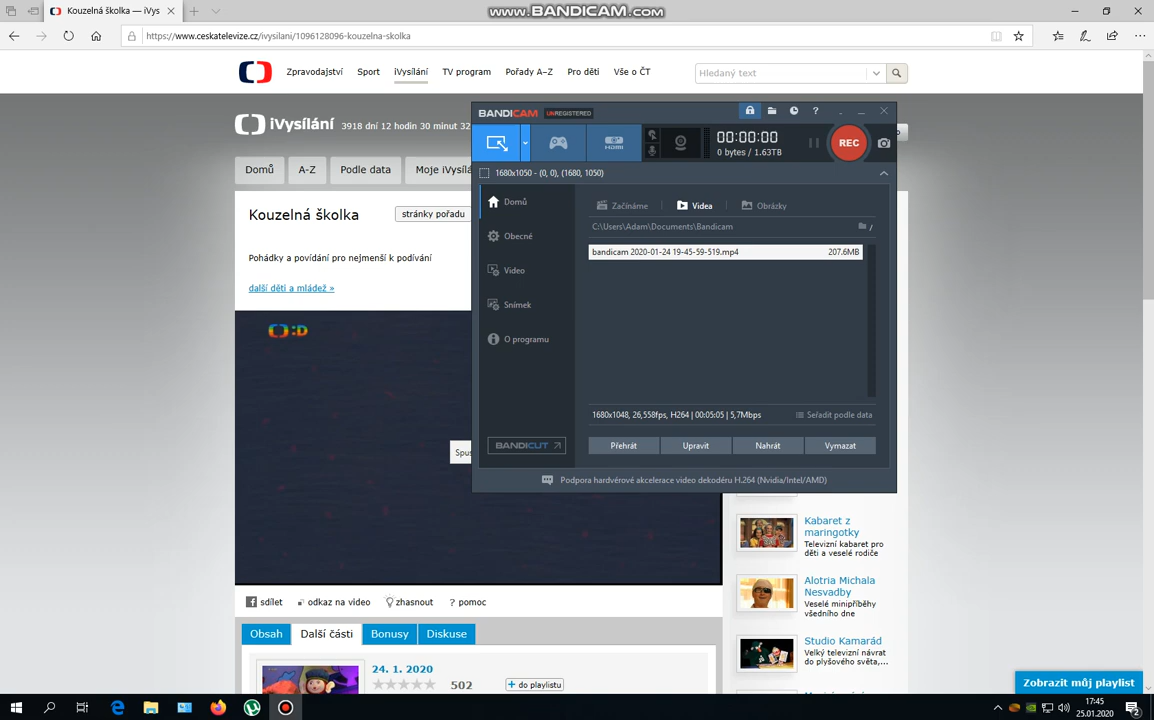 www.BANDICAM.com
Kouzelná školka — iVys
https://www.ceskatelevize.cz/ivysilani/1096128096-kouzelna-skolka
Zpravodajství
Sport
iVysílání
TV program
Pořady A–Z
Pro děti
Vše o ČT
Hledaný text
iVysílání
3918 dní 12 hodin 30 minut 32
Domů
A-Z
Podle data
Moje iVysílá
Kouzelná školka
stránky pořadu
Pohádky a povídání pro nejmenší k podívání
další děti a mládež »
:D
Spus
BANDICAM
UNREGISTERED
HDMI
00:00:00
0 bytes / 1.63TB
REC
1680x1050 - (0, 0), (1680, 1050)
Domů
Obecné
Video
Snímek
O programu
BANDICUT
Začínáme
Videa
Obrázky
C:\Users\Adam\Documents\Bandicam
bandicam 2020-01-24 19-45-59-519.mp4
207.6MB
1680x1048, 26,558fps, H264 | 00:05:05 | 5,7Mbps
Seřadit podle data
Přehrát
Upravit
Nahrát
Vymazat
Podpora hardvérové akcelerace video dekodéru H.264 (Nvidia/Intel/AMD)
Kabaret z
maringotky
Televizní kabaret pro
děti a veselé rodiče
Alotria Michala
Nesvadby
Veselé minipříběhy
všedního dne
Studio Kamarád
Velký televizní návrat
do plyšového světa,...
sdílet
odkaz na video
zhasnout
? pomoc
Obsah
Další části
Bonusy
Diskuse
24. 1. 2020
502
+ do playlistu
Zobrazit můj playlist
17:45
25.01.2020
2